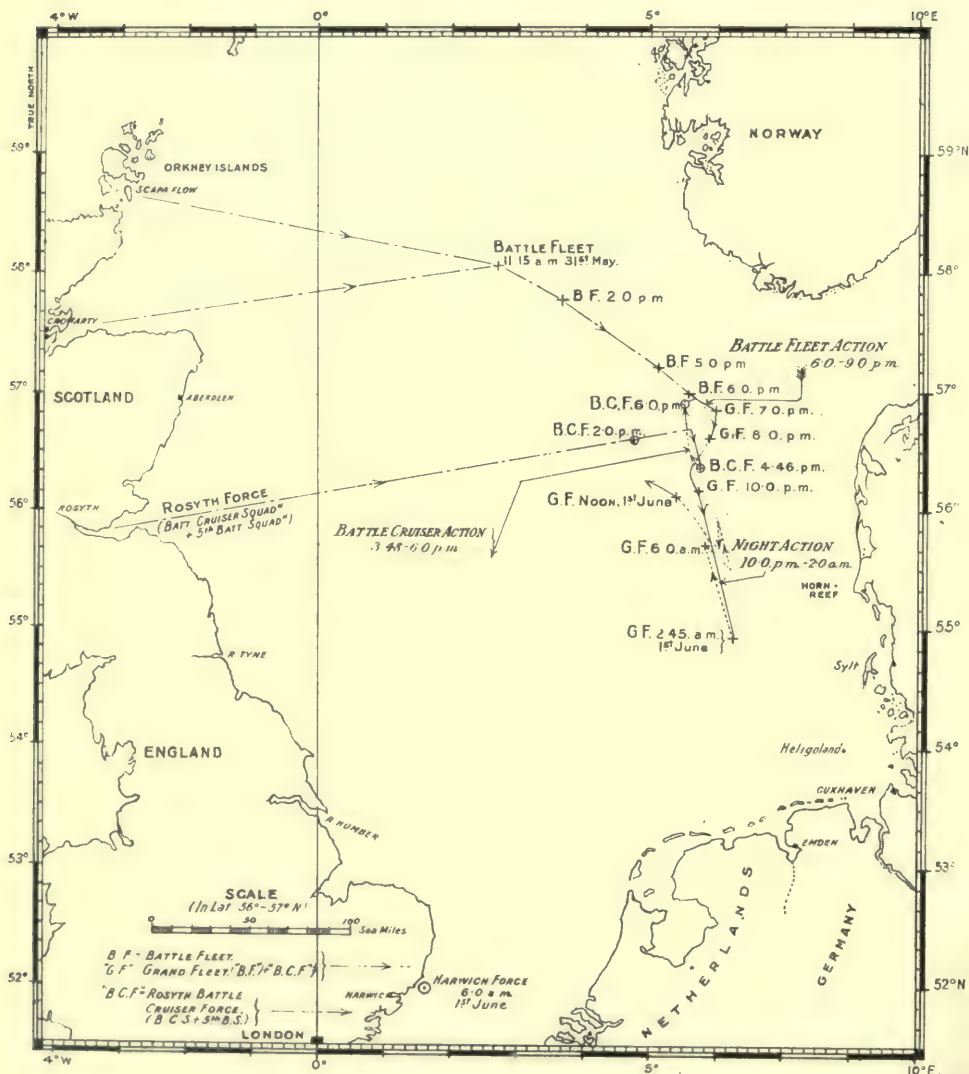 4°W
0°
5°
10°E
TRUE NORTH
59°
59°N
NORWAY
ORKNEY ISLANDS
SCAPA FLOW
BATTLE FLEET
11 15 a m 31st May.
58°
58°
B.F. 2 0. p m
CROMARTY
BATTLE FLEET ACTION
6.0.-9.0 p.m.
B.F 5 0 p m
57°
57°
B.F. 6 0. p m
SCOTLAND
ABERDEEN
B.C.F. 6.0.p.m
G.F. 7 0. p.m.
B.C.F. 2.0. p.m.
G.F. 8.0. p.m.
B.C.F. 4.46. p.m.
G.F. 10.0. p.m.
ROSYTH FORCE
(BATT CRUISER SQUADn
+ 5th BATT SQUADn)
G.F. NOON, 1st JUNE
56°
56°
ROSYTH
BATTLE CRUISER ACTION
3.48-6.0 p m
G.F. 6 0. a.m.
NIGHT ACTION
10.0. p.m.-2.0 a.m.
HORN
REEF
55°
55°
G F. 2 45. a.m.
1st June
R. TYNE
Sylt
54°
54°
ENGLAND
Heligoland
CUXHAVEN
R HUMBER
EMDEN
53°
53°
SCALE
(In Lat 56°-57° N)
0
50
100
Sea Miles
B F = BATTLE FLEET.
"G F" GRAND FLEET. ("B.F." + "B.C.F")
52°
52°N
"B C F" = ROSYTH BATTLE
CRUISER FORCE.
(B.C.S + 5th B.S.)
HARWICH
HARWICH FORCE
6.0 a m.
1st June
NETHERLANDS
GERMANY
LONDON
4°W
0°
5°
10°E